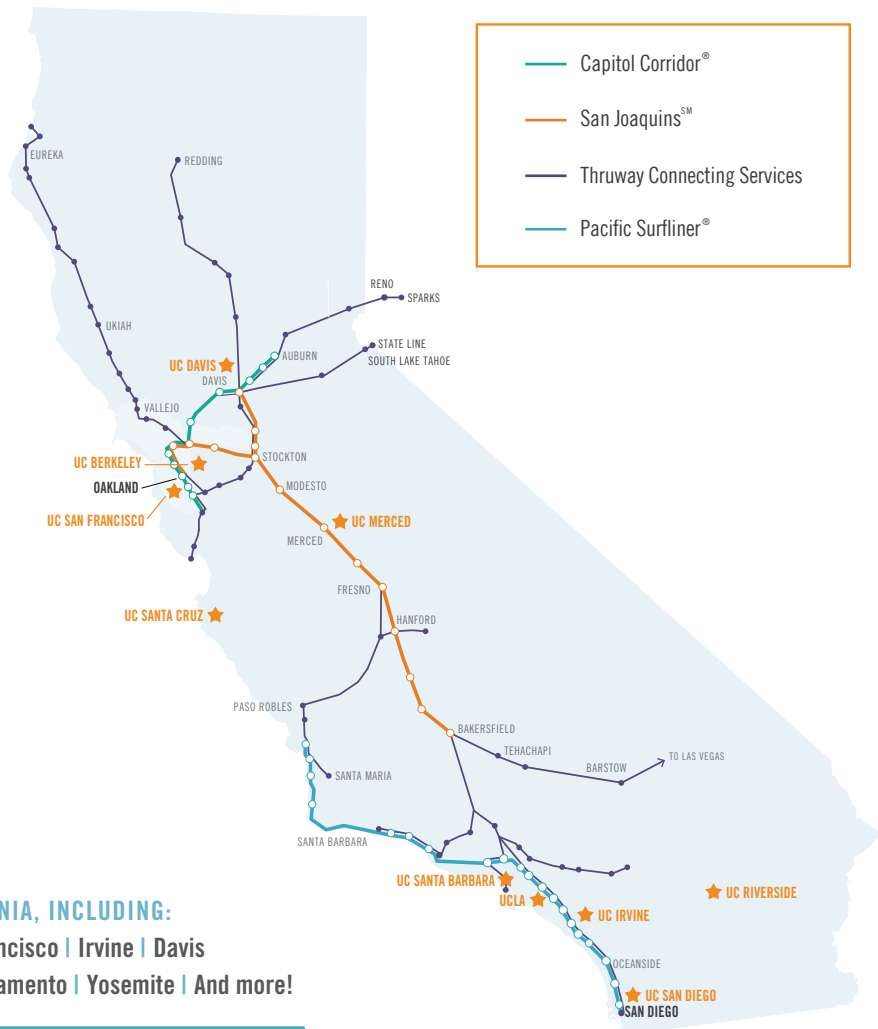 Capitol Corridor®
San Joaquins℠
Thruway Connecting Services
Pacific Surfliner®
EUREKA
REDDING
RENO
SPARKS
UKIAH
STATE LINE
SOUTH LAKE TAHOE
AUBURN
UC DAVIS
DAVIS
VALLEJO
STOCKTON
UC BERKELEY
OAKLAND
MODESTO
UC SAN FRANCISCO
UC MERCED
MERCED
FRESNO
UC SANTA CRUZ
HANFORD
PASO ROBLES
BAKERSFIELD
TEHACHAPI
TO LAS VEGAS
BARSTOW
SANTA MARIA
SANTA BARBARA
UC SANTA BARBARA
UC RIVERSIDE
UCLA
UC IRVINE
OCEANSIDE
UC SAN DIEGO
SAN DIEGO
NIA, INCLUDING:
ncisco | Irvine | Davis
amento | Yosemite | And more!